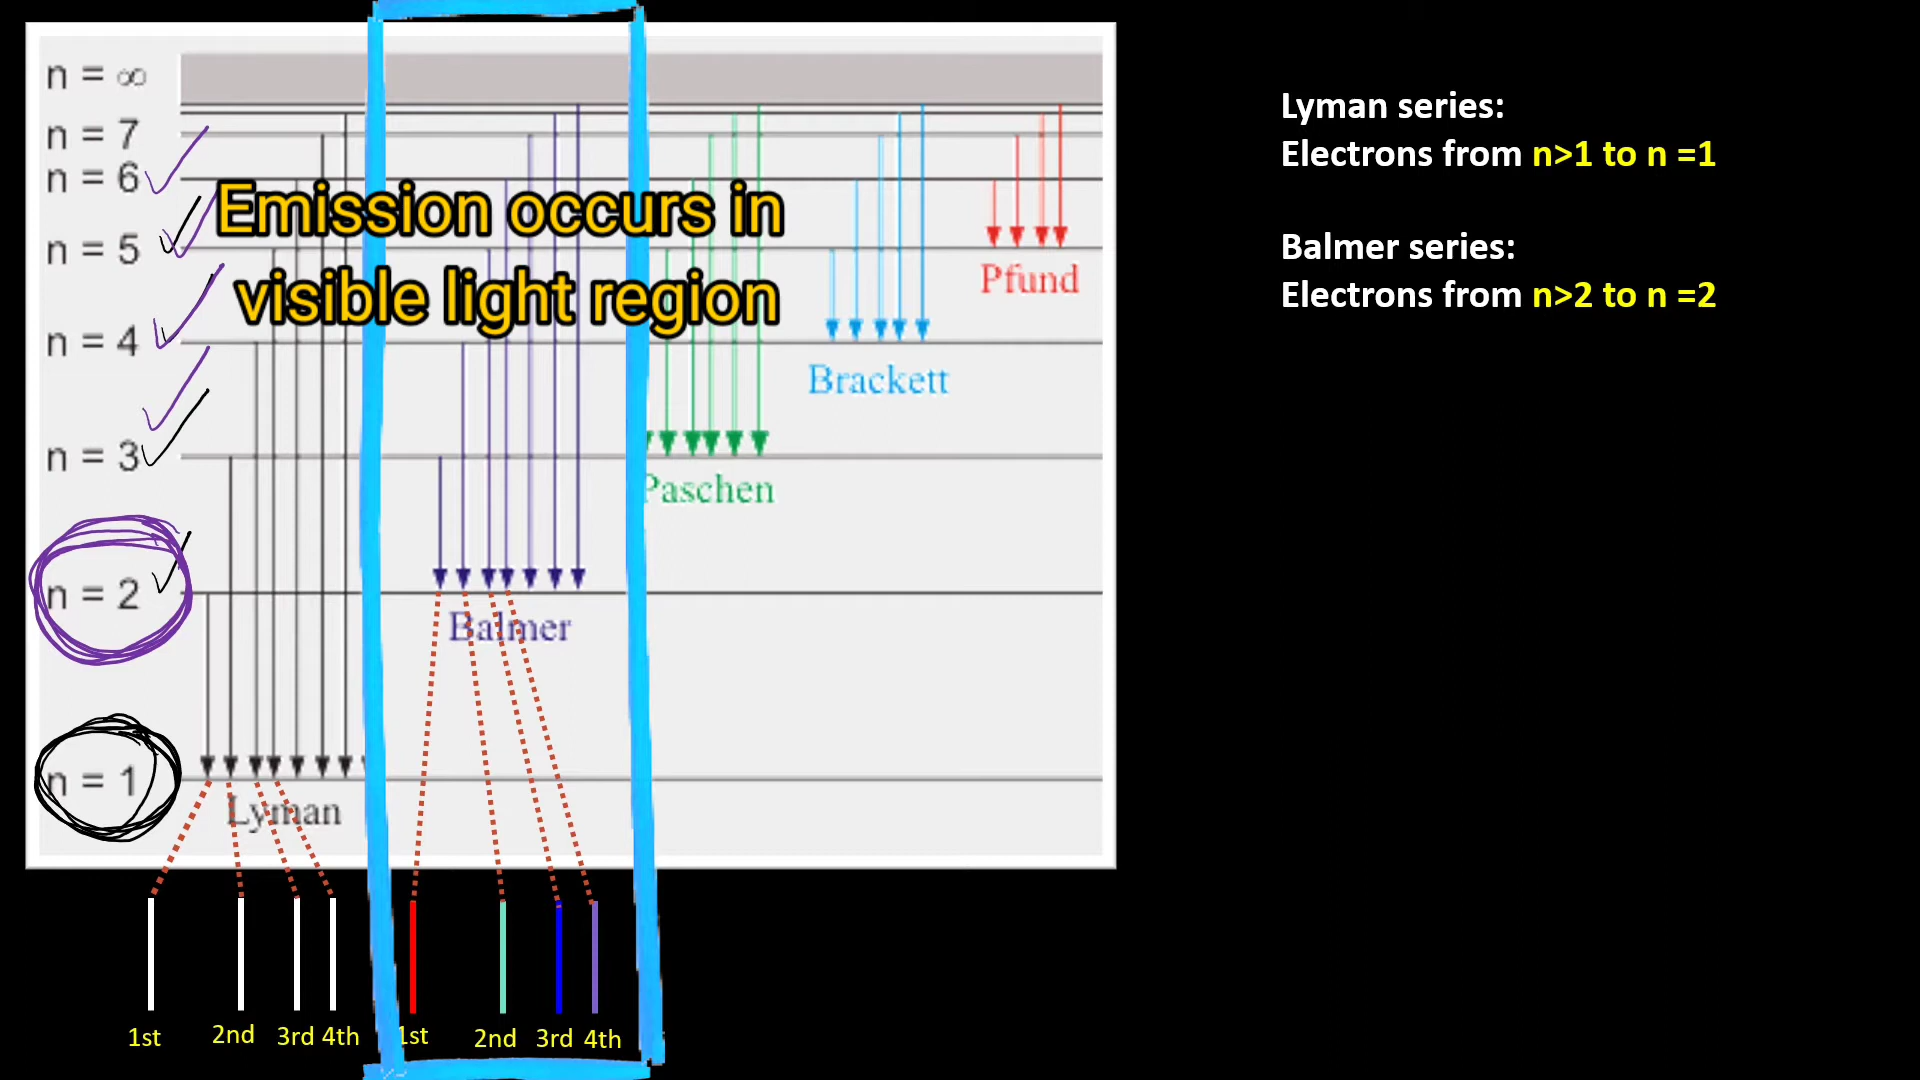 n = ∞
n = 7
n = 6
n = 5
n = 4
n = 3
n = 2
n = 1
Emission occurs in
visible light region
Pfund
Brackett
Paschen
Balmer
Lyman
1st 2nd 3rd 4th 1st 2nd 3rd 4th
Lyman series:
Electrons from n>1 to n =1
Balmer series:
Electrons from n>2 to n =2